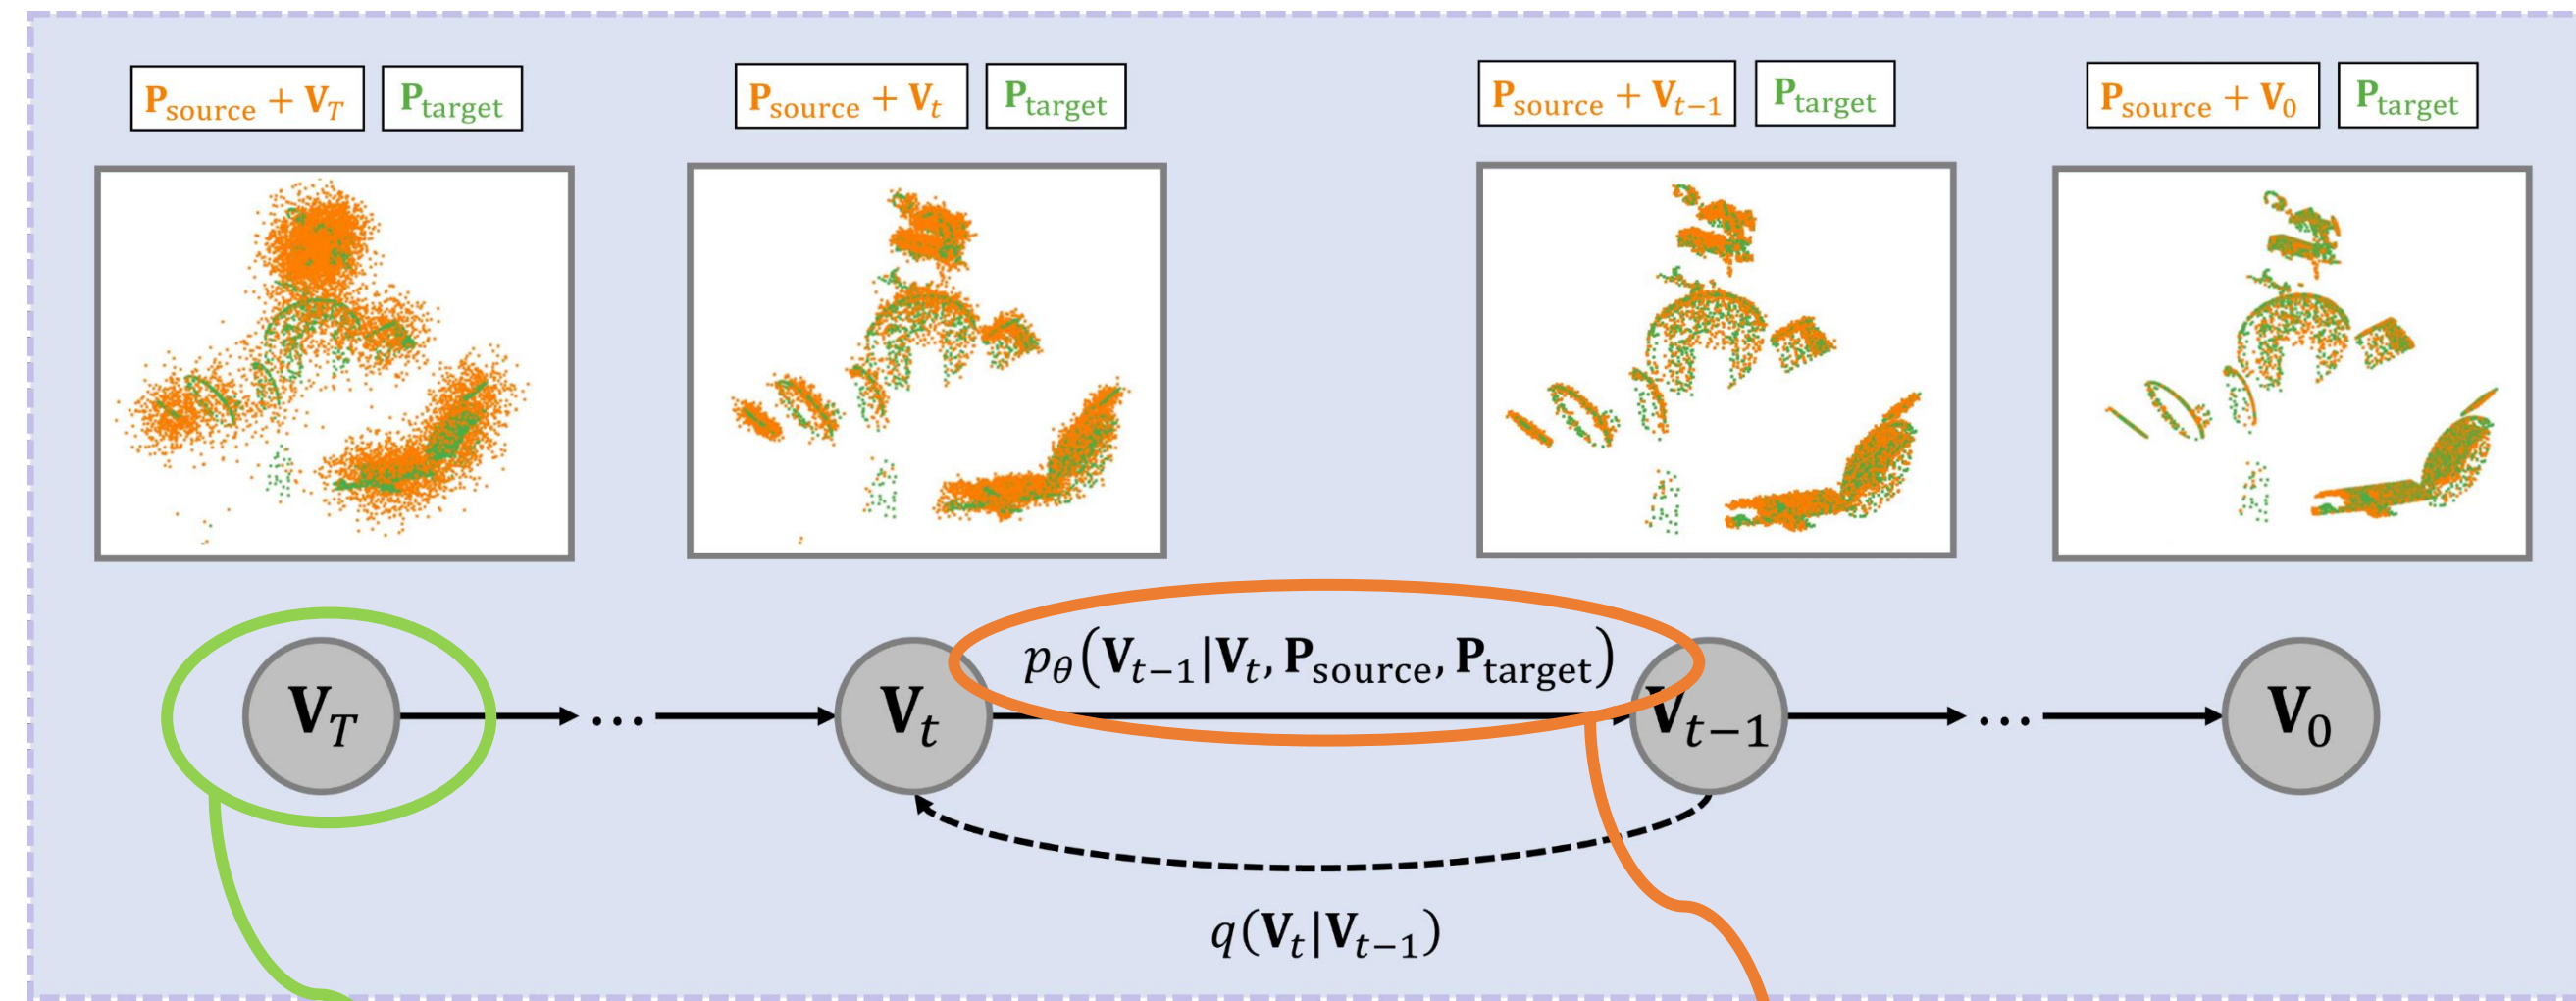 P_source + V_T P_target P_source + V_t P_target P_source + V_{t−1} P_target P_source + V_0 P_target
p_θ(V_{t−1}|V_t, P_source, P_target)
V_T ... V_t V_{t−1} ... V_0
q(V_t|V_{t−1})